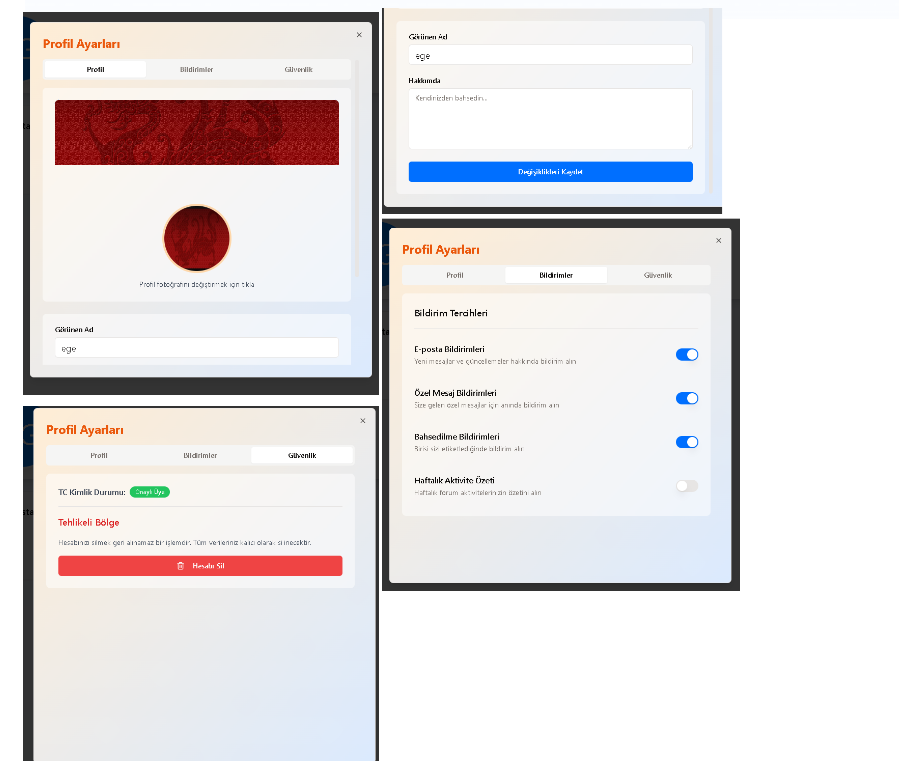 Profil Ayarları
Profil
Bildirimler
Güvenlik
Profil fotoğrafını değiştirmek için tıkla
Görünen Ad
ege
Görünen Ad
ege
Hakkımda
Kendinizden bahsedin...
Değişiklikleri Kaydet
Profil Ayarları
Profil
Bildirimler
Güvenlik
Bildirim Tercihleri
E-posta Bildirimleri
Yeni mesajlar ve güncellemeler hakkında bildirim alın
Özel Mesaj Bildirimleri
Size gelen özel mesajlar için anında bildirim alın
Bahsedilme Bildirimleri
Birisi sizi etiketlediğinde bildirim alın
Haftalık Aktivite Özeti
Haftalık forum aktivitelerinizin özetini alın
Profil Ayarları
Profil
Bildirimler
Güvenlik
TC Kimlik Durumu: Onaylı Üye
Tehlikeli Bölge
Hesabınızı silmek geri alınamaz bir işlemdir. Tüm verileriniz kalıcı olarak silinecektir.
Hesabı Sil